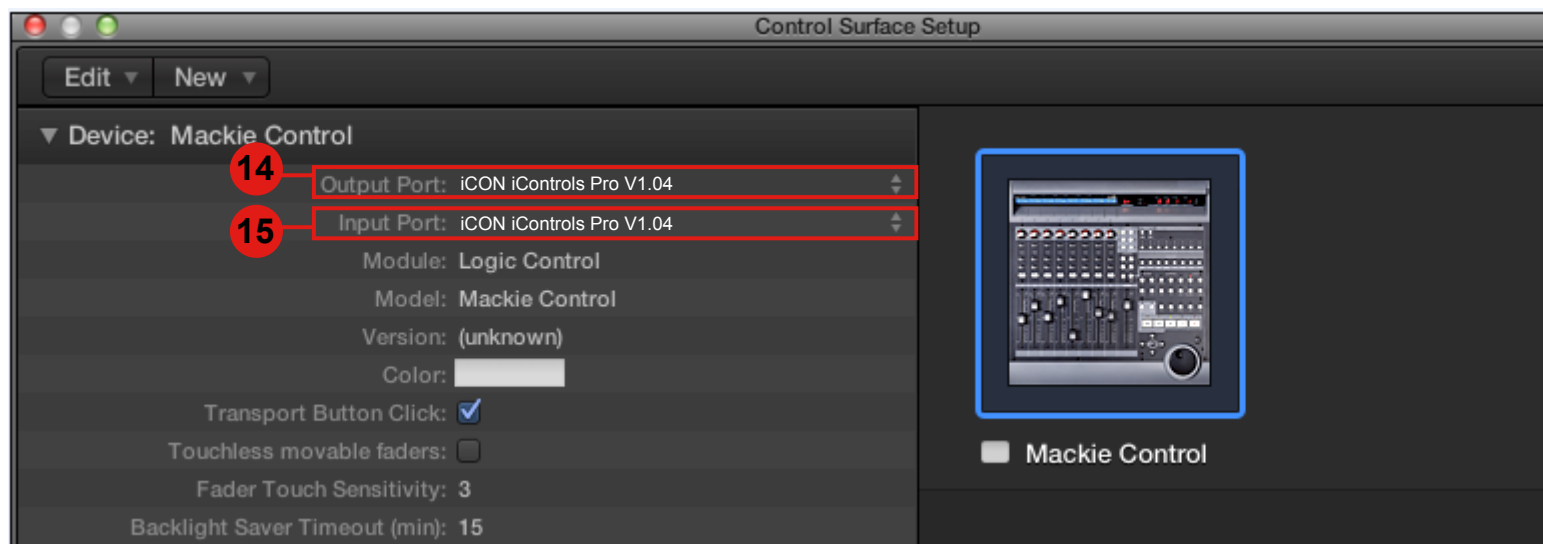 Control Surface Setup
Edit New
Device: Mackie Control
14 Output Port: iCON iControls Pro V1.04
15 Input Port: iCON iControls Pro V1.04
Module: Logic Control
Model: Mackie Control
Version: (unknown)
Color:
Transport Button Click:
Touchless movable faders:
Fader Touch Sensitivity: 3
Backlight Saver Timeout (min): 15
Mackie Control